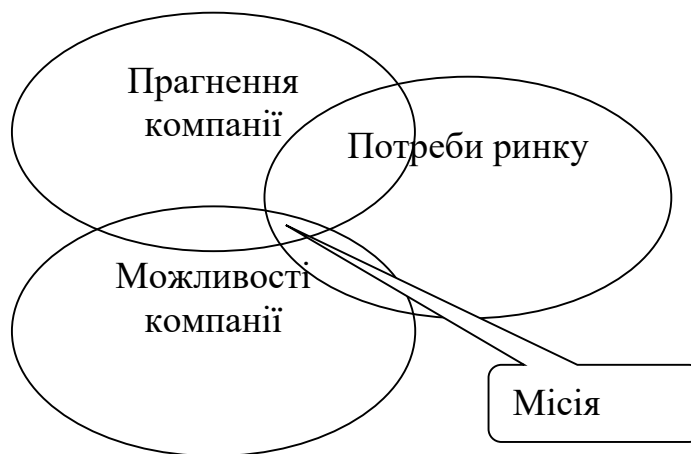 Прагнення
компанії
Потреби ринку
Можливості
компанії
Місія